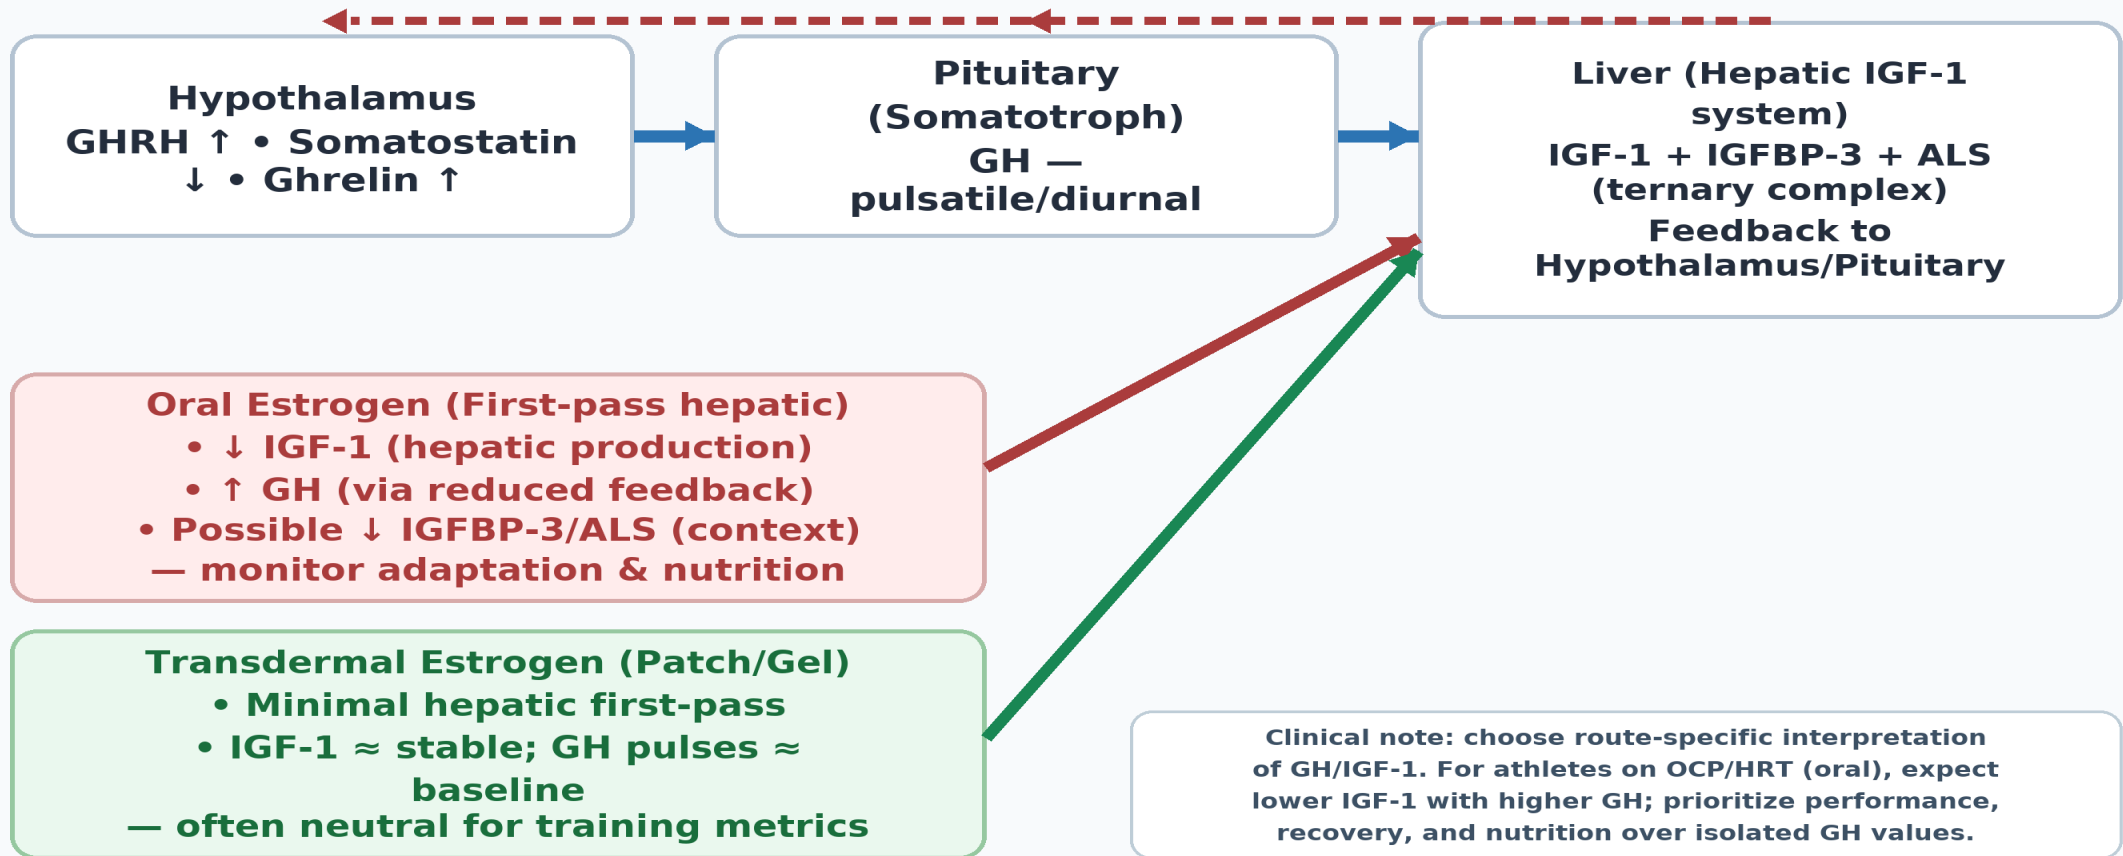 Hypothalamus
GHRH ↑ • Somatostatin
↓ • Ghrelin ↑
Pituitary
(Somatotroph)
GH —
pulsatile/diurnal
Liver (Hepatic IGF-1
system)
IGF-1 + IGFBP-3 + ALS
(ternary complex)
Feedback to
Hypothalamus/Pituitary
Oral Estrogen (First-pass hepatic)
• ↓ IGF-1 (hepatic production)
• ↑ GH (via reduced feedback)
• Possible ↓ IGFBP-3/ALS (context)
— monitor adaptation & nutrition
Transdermal Estrogen (Patch/Gel)
• Minimal hepatic first-pass
• IGF-1 ≈ stable; GH pulses ≈
baseline
— often neutral for training metrics
Clinical note: choose route-specific interpretation
of GH/IGF-1. For athletes on OCP/HRT (oral), expect
lower IGF-1 with higher GH; prioritize performance,
recovery, and nutrition over isolated GH values.